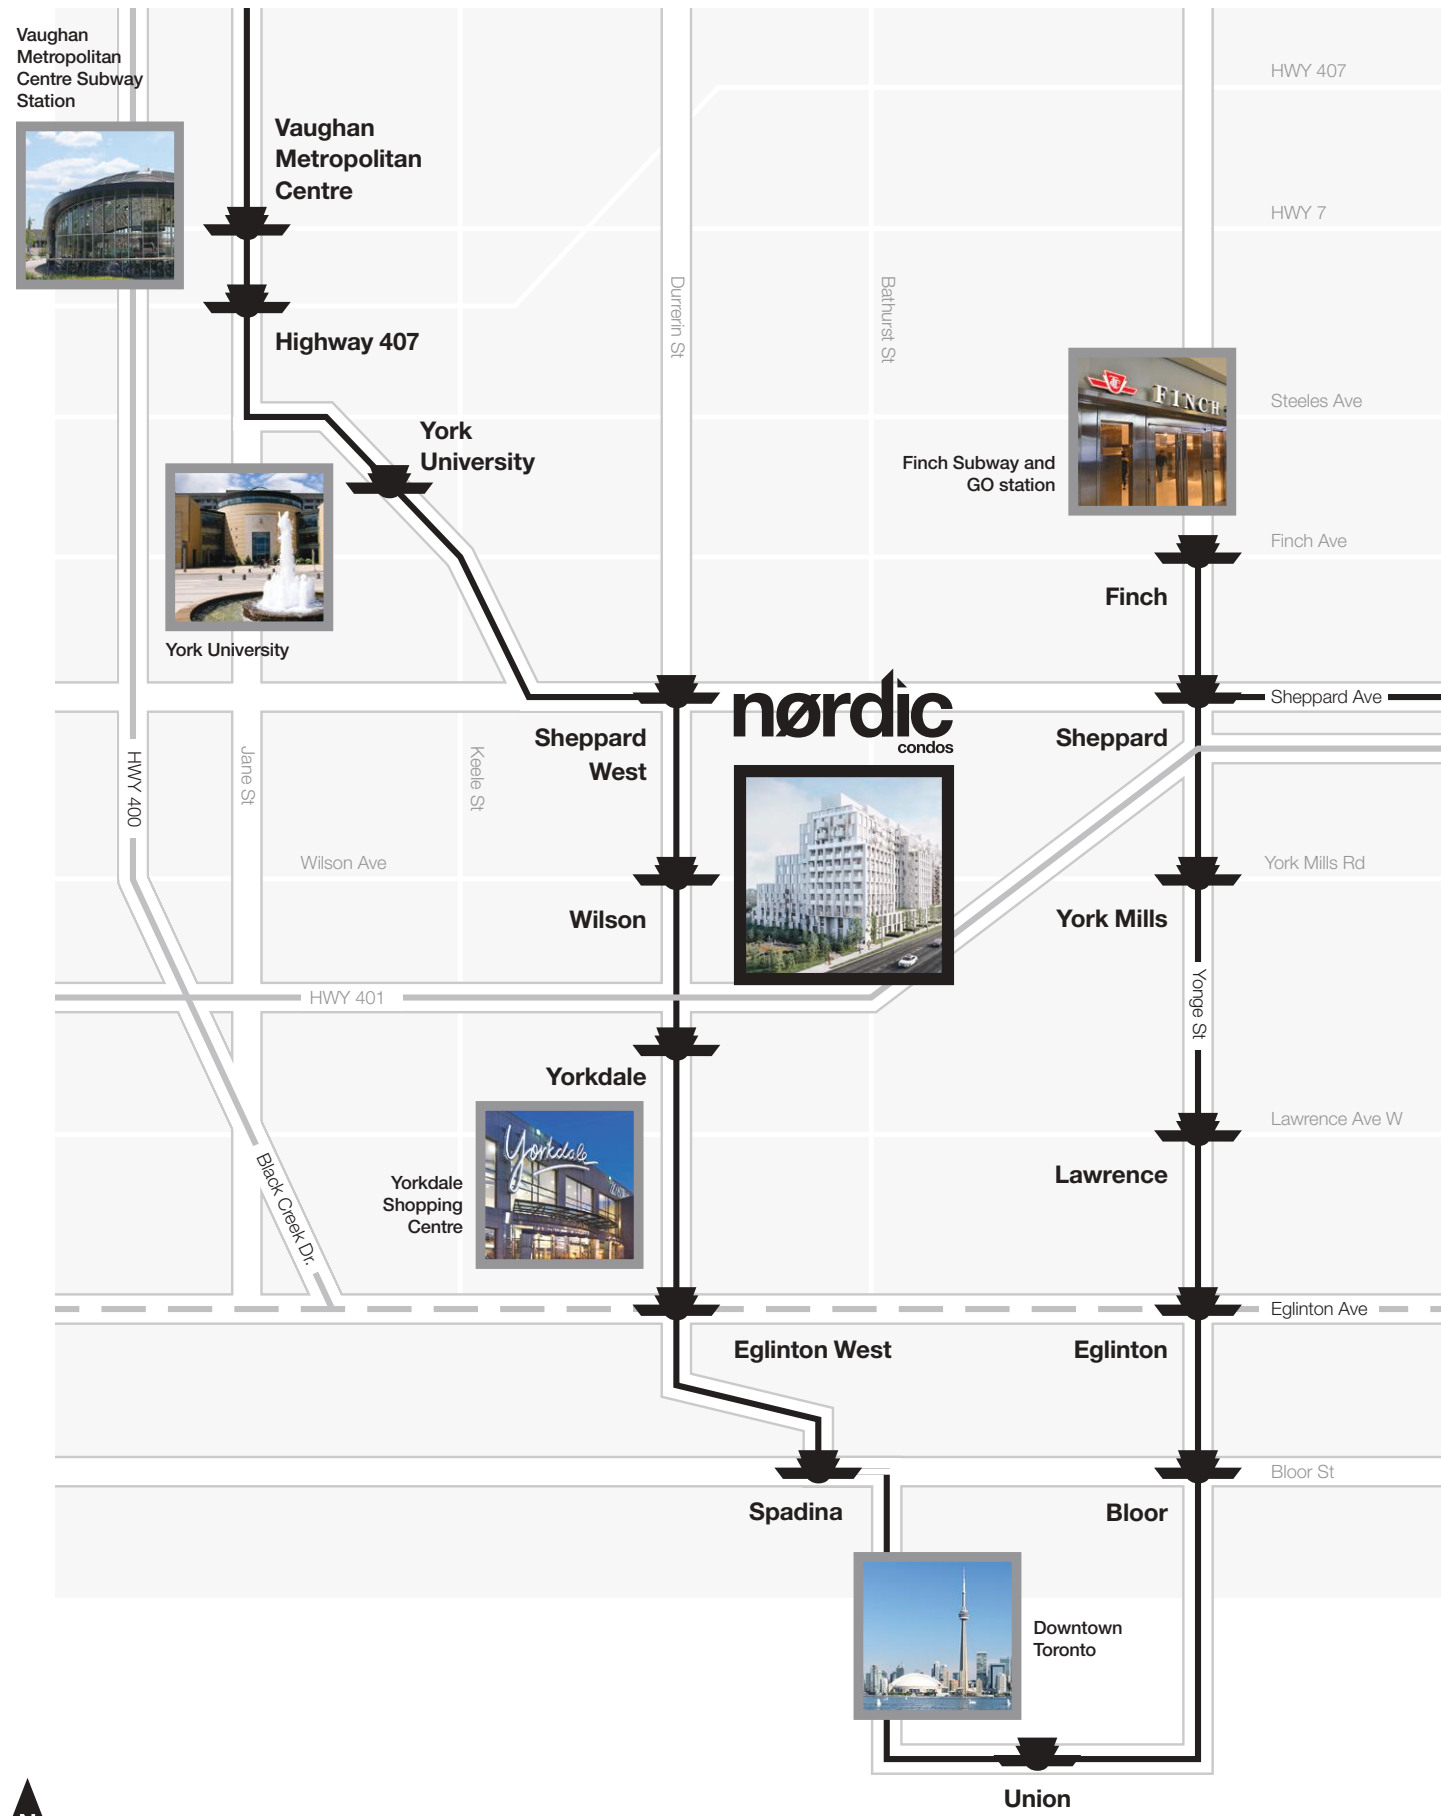 Vaughan
Metropolitan
Centre Subway
Station
HWY 407
Vaughan
Metropolitan
Centre
HWY 7
Durrerin St
Bathurst St
Highway 407
Steeles Ave
FINCH
York
University
Finch Subway and
GO station
Finch Ave
Finch
York University
Sheppard Ave
nørdic
condos
Sheppard
West
Sheppard
HWY 400
Jane St
Keele St
Wilson Ave
York Mills Rd
Wilson
York Mills
HWY 401
Yonge St
Yorkdale
Lawrence Ave W
Yorkdale
Yorkdale
Shopping
Centre
Black Creek Dr.
Lawrence
Eglinton Ave
Eglinton West
Eglinton
Bloor St
Spadina
Bloor
Downtown
Toronto
Union